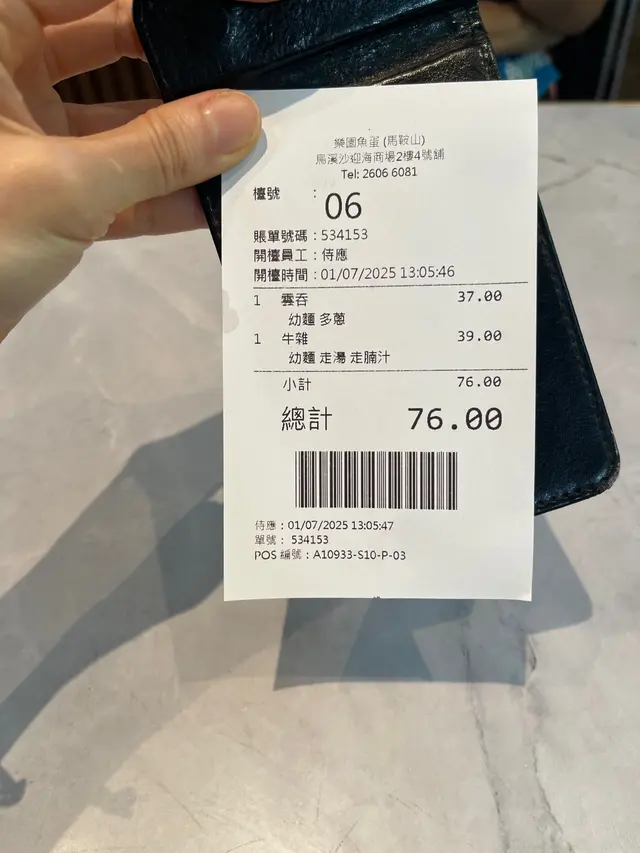 樂園魚蛋 (馬鞍山)
烏溪沙迎海商場2樓4號舖
Tel: 2606 6081
檯號 : 06
賬單號碼 : 534153
開檯員工 : 侍應
開檯時間 : 01/07/2025 13:05:46
1 雲吞 37.00
幼麵 多蔥
1 牛雜 39.00
幼麵 走湯 走腩汁
小計 76.00
總計 76.00
侍應 : 01/07/2025 13:05:47
單號 : 534153
POS 編號 : A10933-S10-P-03